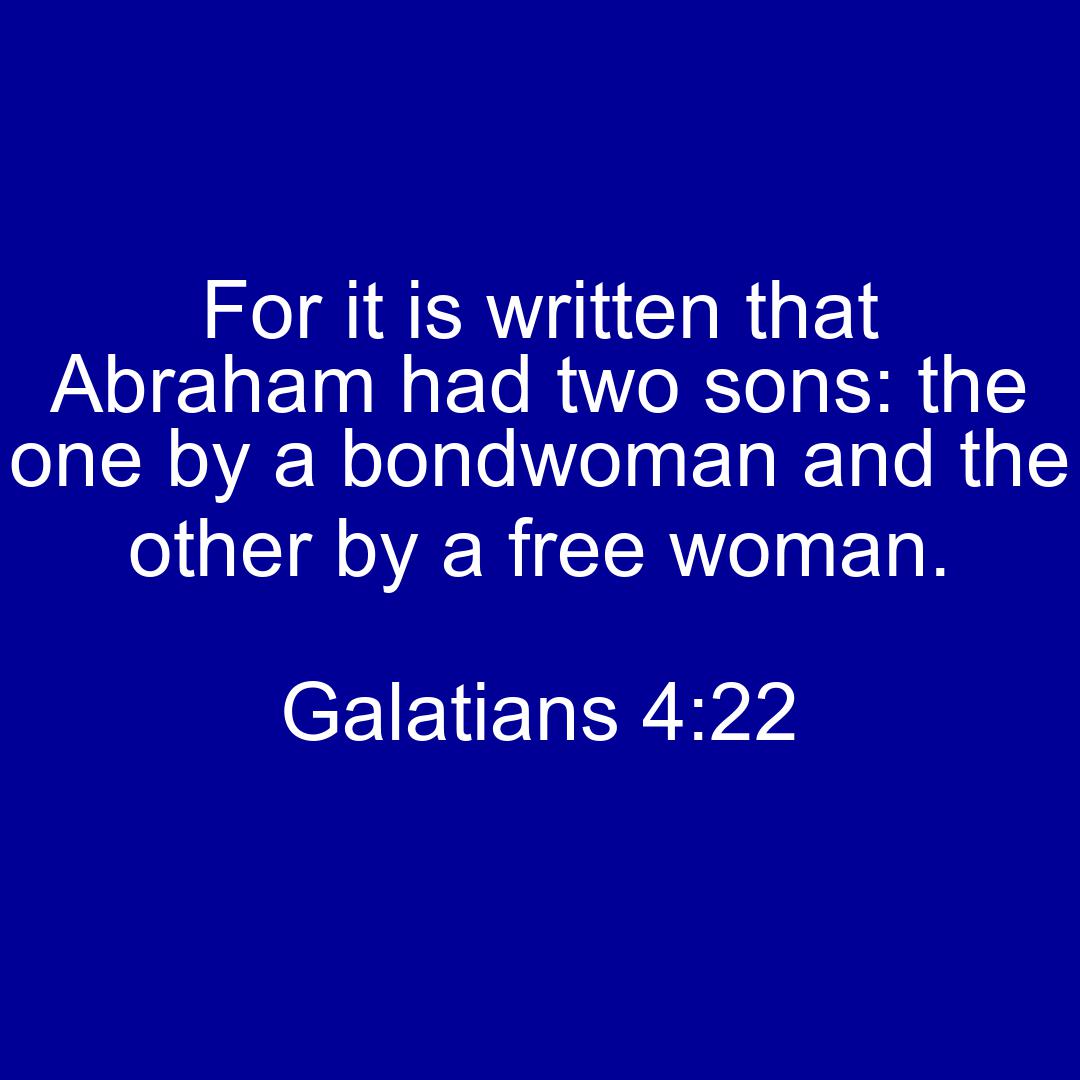 For it is written that
Abraham had two sons: the
one by a bondwoman and the
other by a free woman.
Galatians 4:22